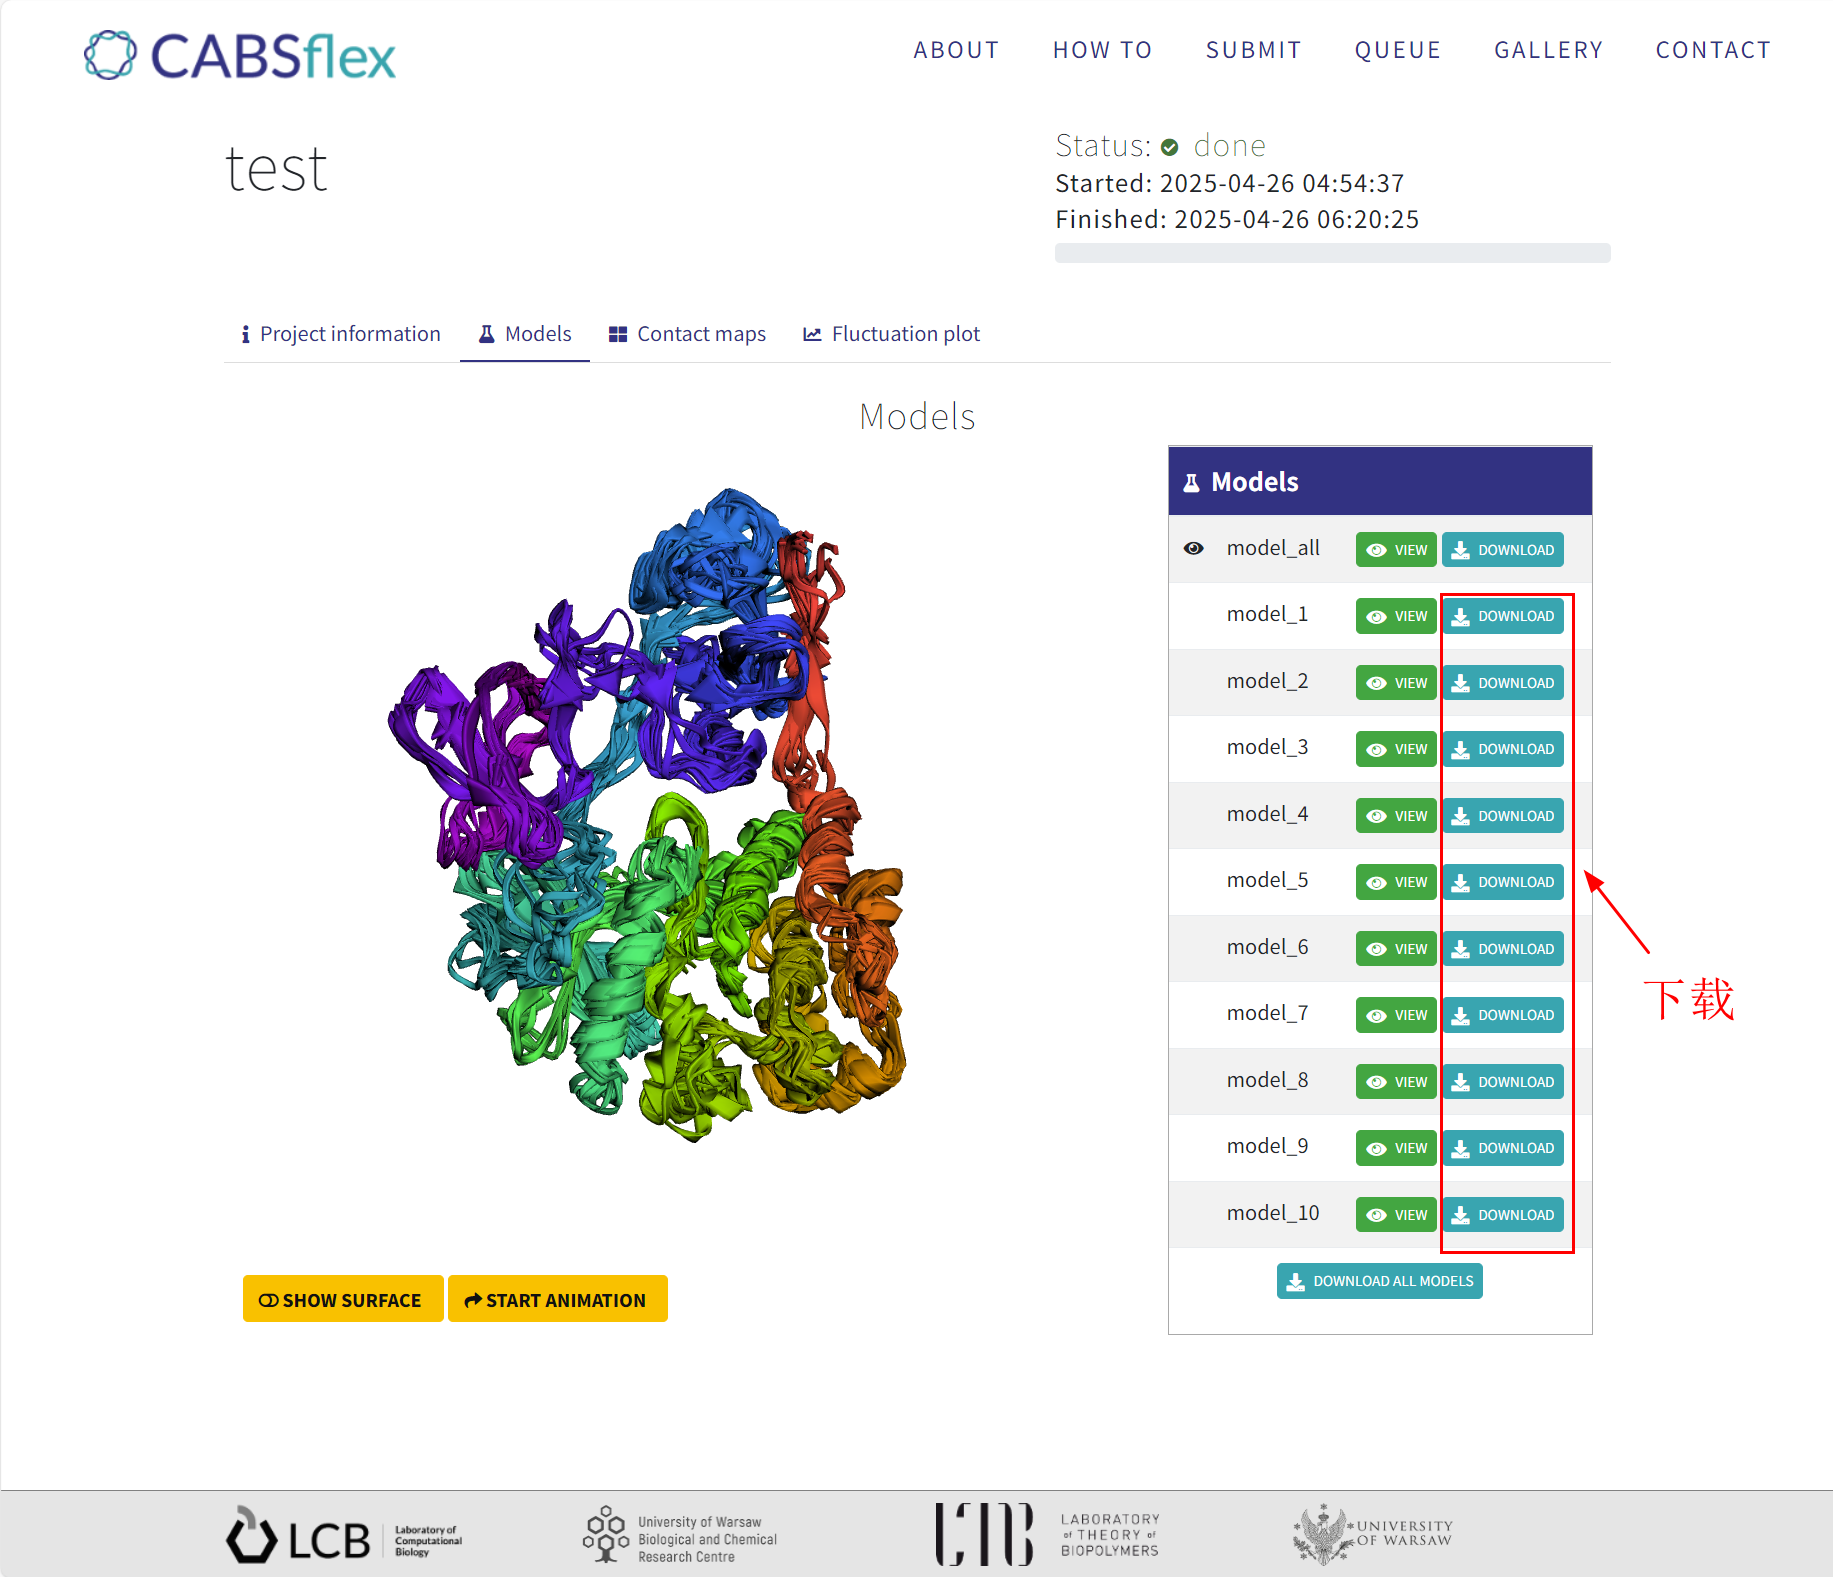 CABSflex
ABOUT HOW TO SUBMIT QUEUE GALLERY CONTACT
test
Status: done
Started: 2025-04-26 04:54:37
Finished: 2025-04-26 06:20:25
Project information Models Contact maps Fluctuation plot
Models
Models
model_all VIEW DOWNLOAD
model_1 VIEW DOWNLOAD
model_2 VIEW DOWNLOAD
model_3 VIEW DOWNLOAD
model_4 VIEW DOWNLOAD
model_5 VIEW DOWNLOAD
model_6 VIEW DOWNLOAD
model_7 VIEW DOWNLOAD
model_8 VIEW DOWNLOAD
model_9 VIEW DOWNLOAD
model_10 VIEW DOWNLOAD
DOWNLOAD ALL MODELS
下载
SHOW SURFACE START ANIMATION
LCB
Laboratory of
Computational
Biology
University of Warsaw
Biological and Chemical
Research Centre
LTB
LABORATORY
of THEORY of
BIOPOLYMERS
UNIVERSITY
OF WARSAW